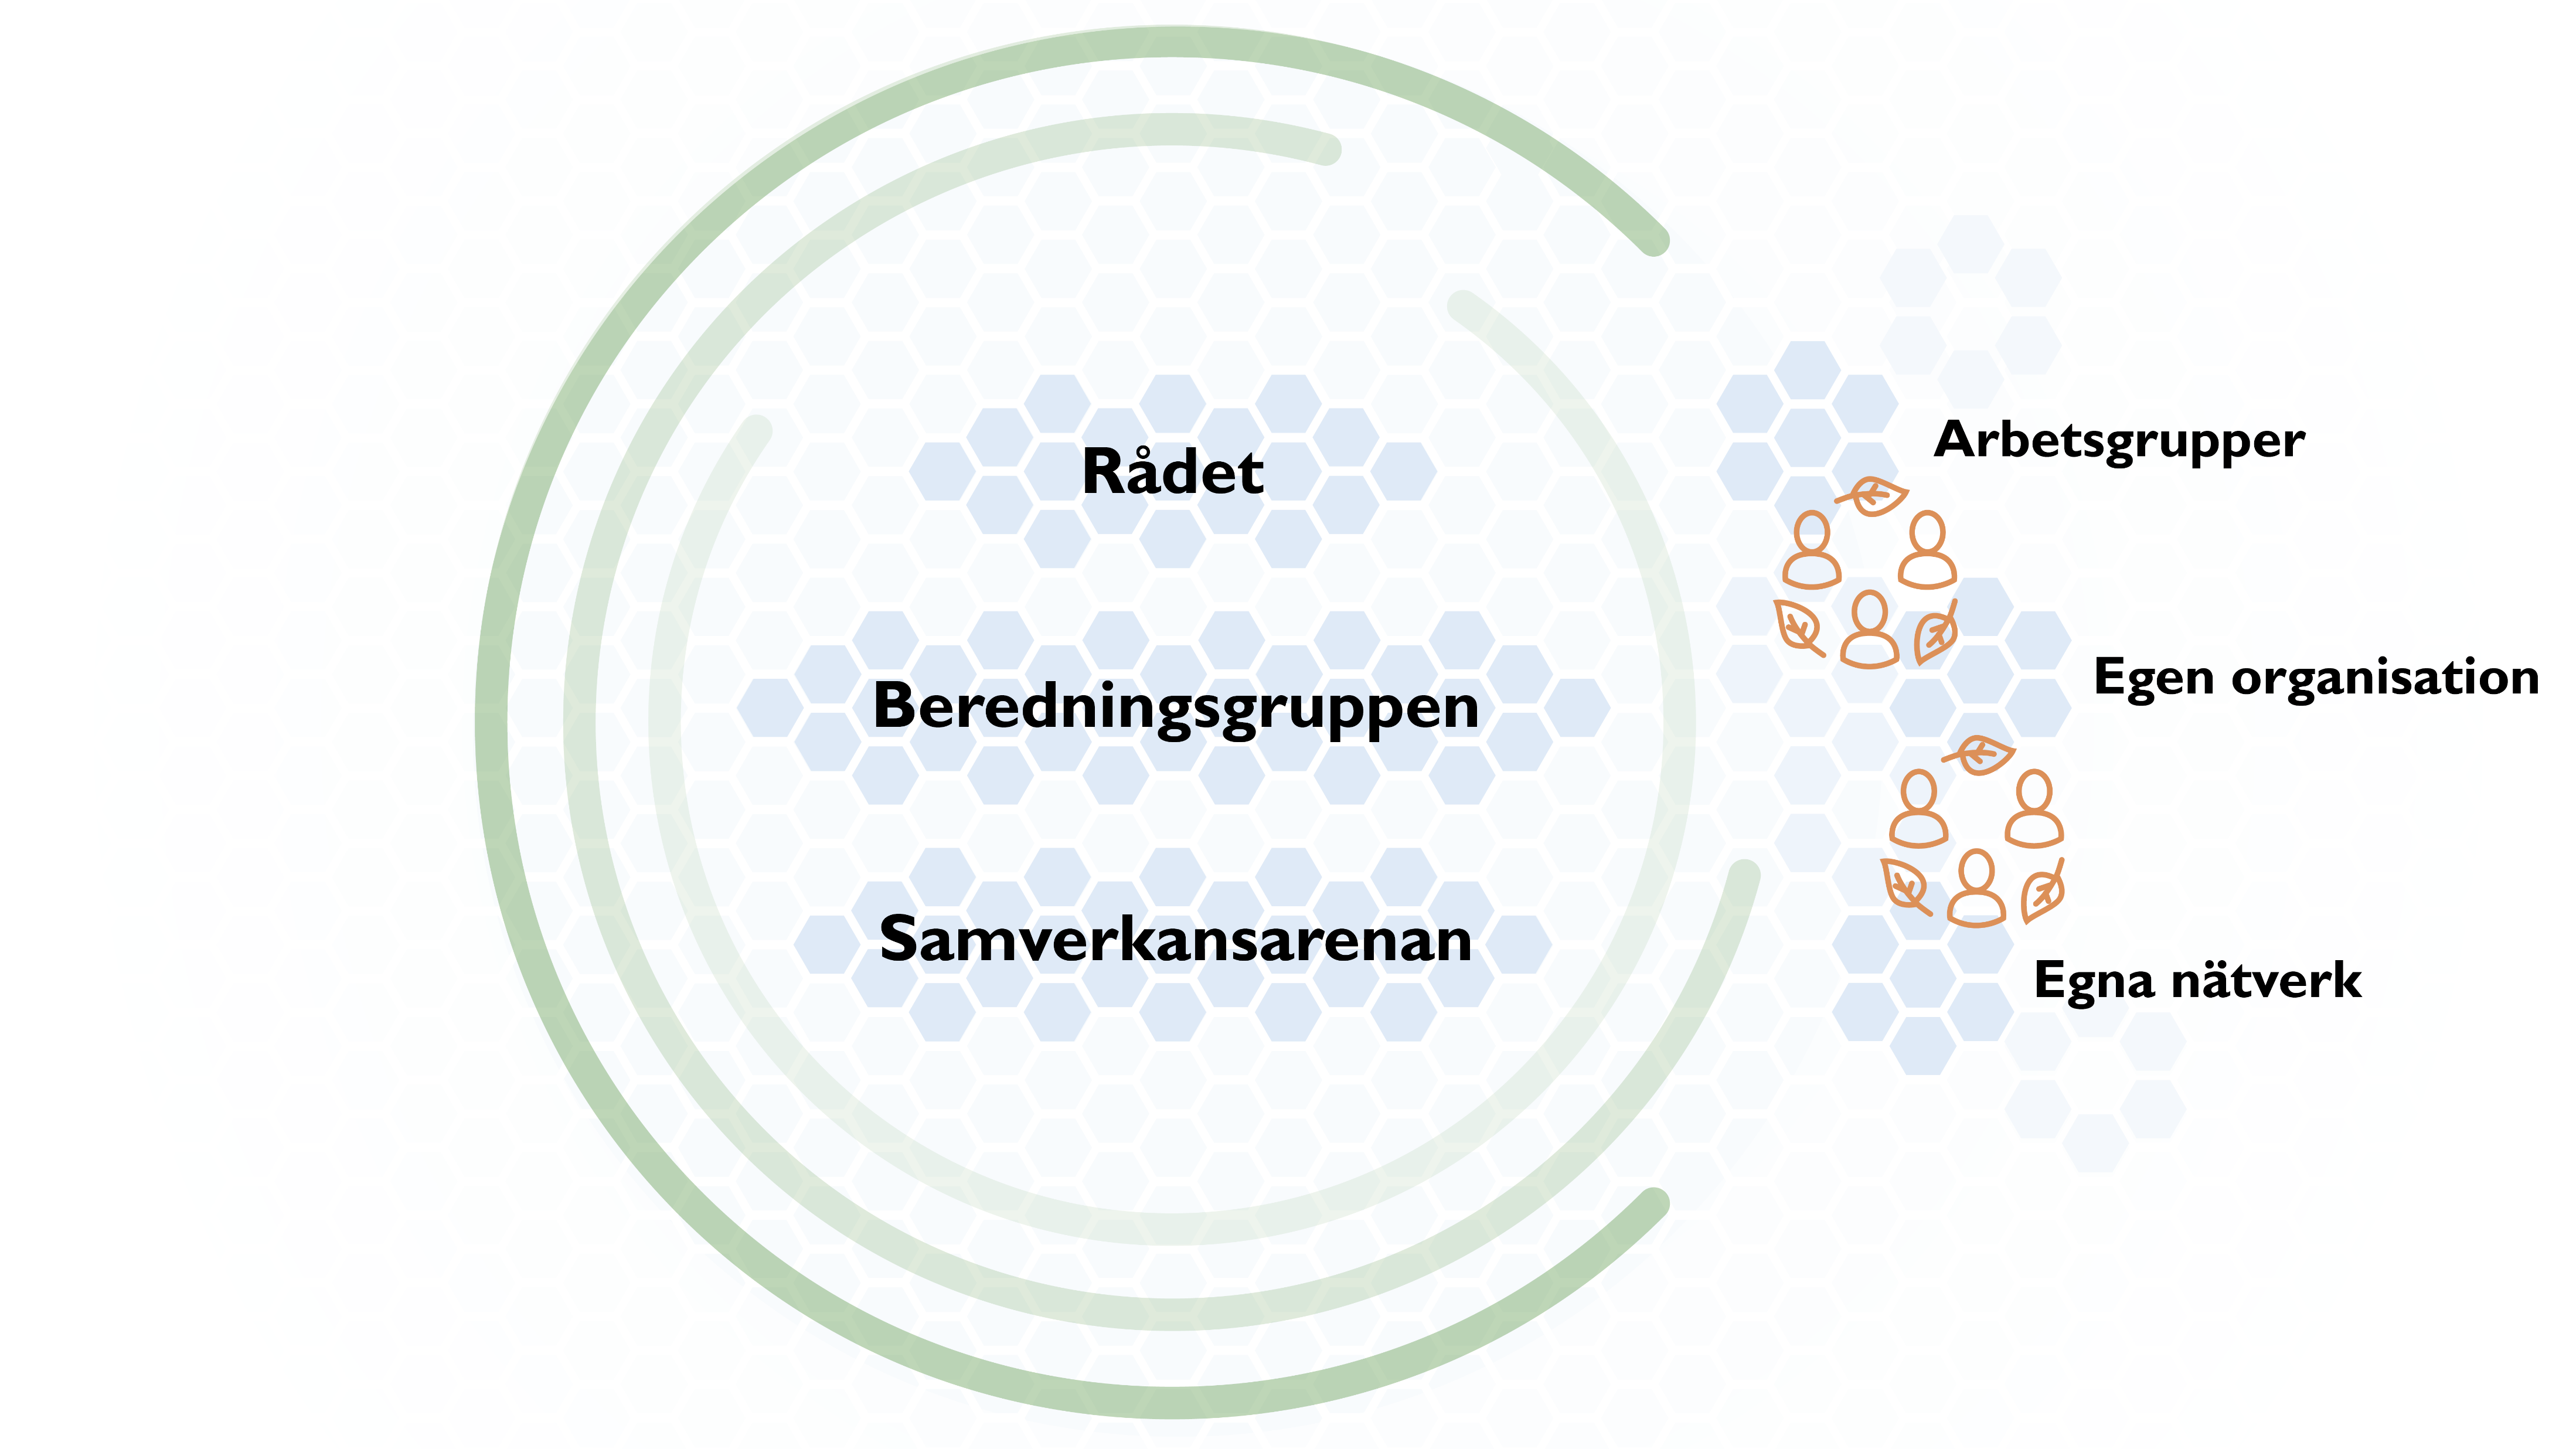 Rådet
Beredningsgruppen
Samverkansarenan
Arbetsgrupper
Egen organisation
Egna nätverk